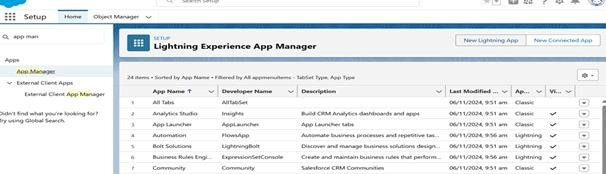 Search Setup
Setup Home Object Manager
app man
Apps
App Manager
External Client Apps
External Client App Manager
Didn't find what you're looking for?
Try using Global Search.
SETUP
Lightning Experience App Manager
New Lightning App New Connected App
24 items • Sorted by App Name • Filtered by All appmenuitems - TabSet Type, App Type
App Name ↑ Developer Name Description Last Modified ... Ap... Vi...
1 All Tabs AllTabSet 06/11/2024, 9:51 am Classic
2 Analytics Studio Insights Build CRM Analytics dashboards and apps 06/11/2024, 9:51 am Classic
3 App Launcher AppLauncher App Launcher tabs 06/11/2024, 9:51 am Classic
4 Automation FlowsApp Automate business processes and repetitive tas... 06/11/2024, 9:51 am Lightning
5 Bolt Solutions LightningBolt Discover and manage business solutions design... 06/11/2024, 9:51 am Lightning
6 Business Rules Engi... ExpressionSetConsole Create and maintain business rules that perform... 06/11/2024, 9:51 am Lightning
7 Community Community Salesforce CRM Communities 06/11/2024, 9:51 am Classic